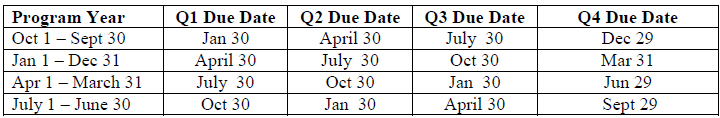 Program Year Q1 Due Date Q2 Due Date Q3 Due Date Q4 Due Date
Oct 1 – Sept 30 Jan 30 April 30 July 30 Dec 29
Jan 1 – Dec 31 April 30 July 30 Oct 30 Mar 31
Apr 1 – March 31 July 30 Oct 30 Jan 30 Jun 29
July 1 – June 30 Oct 30 Jan 30 April 30 Sept 29